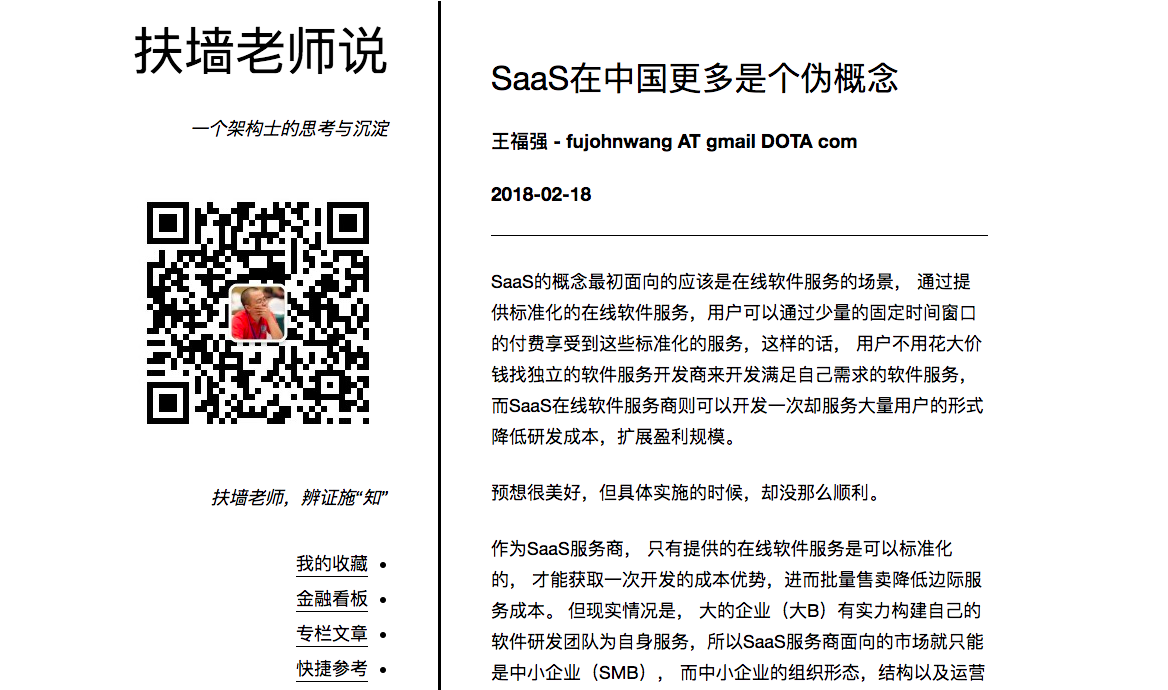 扶墙老师说
一个架构士的思考与沉淀
扶墙老师，辨证施“知”
我的收藏
金融看板
专栏文章
快捷参考
SaaS在中国更多是个伪概念
王福强 - fujohnwang AT gmail DOTA com
2018-02-18
SaaS的概念最初面向的应该是在线软件服务的场景， 通过提
供标准化的在线软件服务，用户可以通过少量的固定时间窗口
的付费享受到这些标准化的服务，这样的话， 用户不用花大价
钱找独立的软件服务开发商来开发满足自己需求的软件服务，
而SaaS在线软件服务商则可以开发一次却服务大量用户的形式
降低研发成本，扩展盈利规模。
预想很美好，但具体实施的时候，却没那么顺利。
作为SaaS服务商， 只有提供的在线软件服务是可以标准化
的， 才能获取一次开发的成本优势，进而批量售卖降低边际服
务成本。 但现实情况是， 大的企业（大B）有实力构建自己的
软件研发团队为自身服务，所以SaaS服务商面向的市场就只能
是中小企业（SMB）， 而中小企业的组织形态，结构以及运营